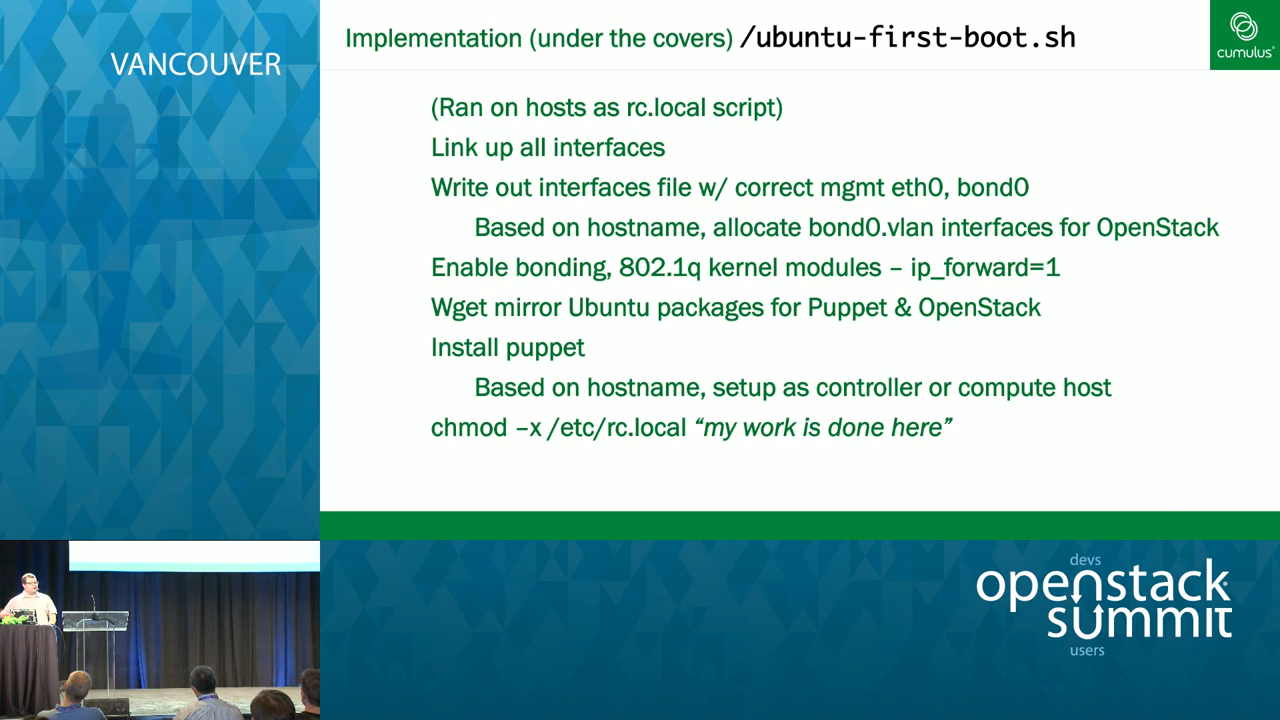 VANCOUVER
Implementation (under the covers) /ubuntu-first-boot.sh
cumulus
(Ran on hosts as rc.local script)
Link up all interfaces
Write out interfaces file w/ correct mgmt eth0, bond0
Based on hostname, allocate bond0.vlan interfaces for OpenStack
Enable bonding, 802.1q kernel modules – ip_forward=1
Wget mirror Ubuntu packages for Puppet & OpenStack
Install puppet
Based on hostname, setup as controller or compute host
chmod –x /etc/rc.local “my work is done here”
devs
openstack
summit
users